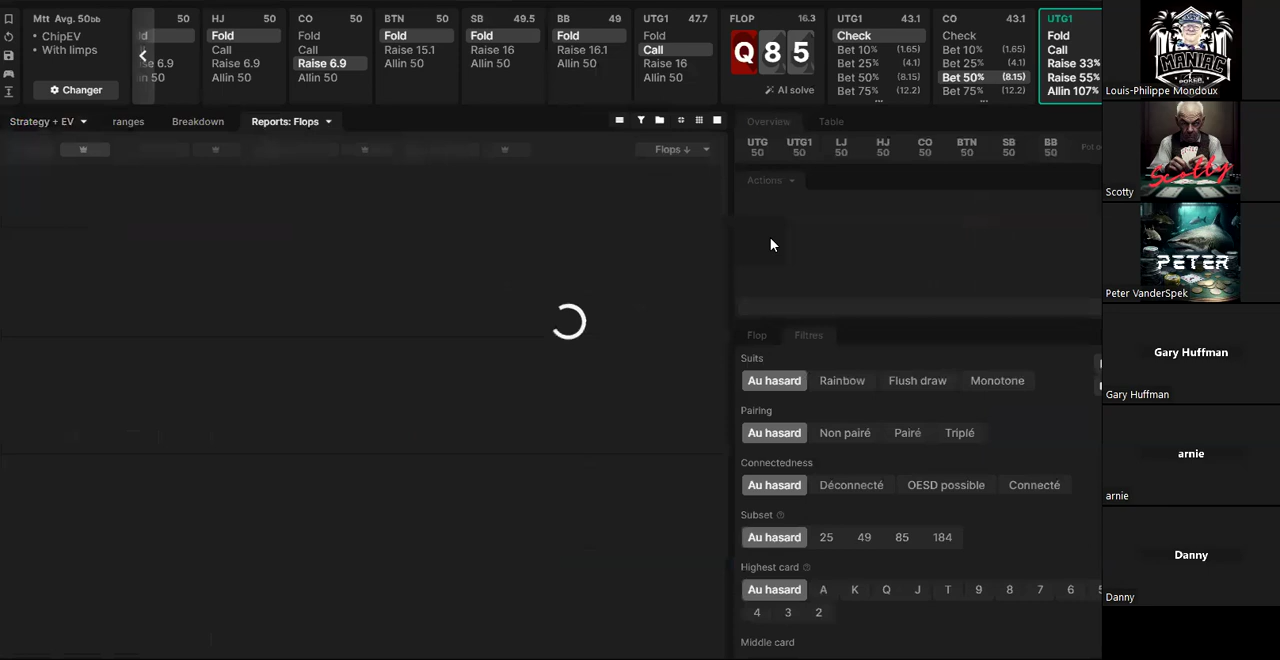 Mtt Avg. 50bb
ChipEV
With limps
Changer
50
HJ 50
Fold
Call
Raise 6.9
Allin 50
CO 50
Fold
Call
Raise 6.9
Allin 50
BTN 50
Fold
Raise 15.1
Allin 50
SB 49.5
Fold
Raise 16
Allin 50
BB 49
Fold
Raise 16.1
Allin 50
UTG1 47.7
Fold
Call
Raise 16
Allin 50
FLOP 16.3
Q 8 5
AI solve
UTG1 43.1
Check
Bet 10% (1.65)
Bet 25% (4.1)
Bet 50% (8.15)
Bet 75% (12.2)
CO 43.1
Check
Bet 10% (1.65)
Bet 25% (4.1)
Bet 50% (8.15)
Bet 75% (12.2)
UTG1
Fold
Call
Raise 33%
Raise 55%
Allin 107%
Strategy + EV
ranges
Breakdown
Reports: Flops
Flops
Overview
Table
UTG UTG1 LJ HJ CO BTN SB BB
50 50 50 50 50 50 50 50
Actions
Flop
Filtres
Suits
Au hasard Rainbow Flush draw Monotone
Pairing
Au hasard Non pairé Pairé Triplé
Connectedness
Au hasard Déconnecté OESD possible Connecté
Subset
Au hasard 25 49 85 184
Highest card
Au hasard A K Q J T 9 8 7 6
4 3 2
Middle card
MANIAC
POKER
Louis-Philippe Mondoux
Scotty
Scotty
PETER
Peter VanderSpek
Gary Huffman
Gary Huffman
arnie
arnie
Danny
Danny